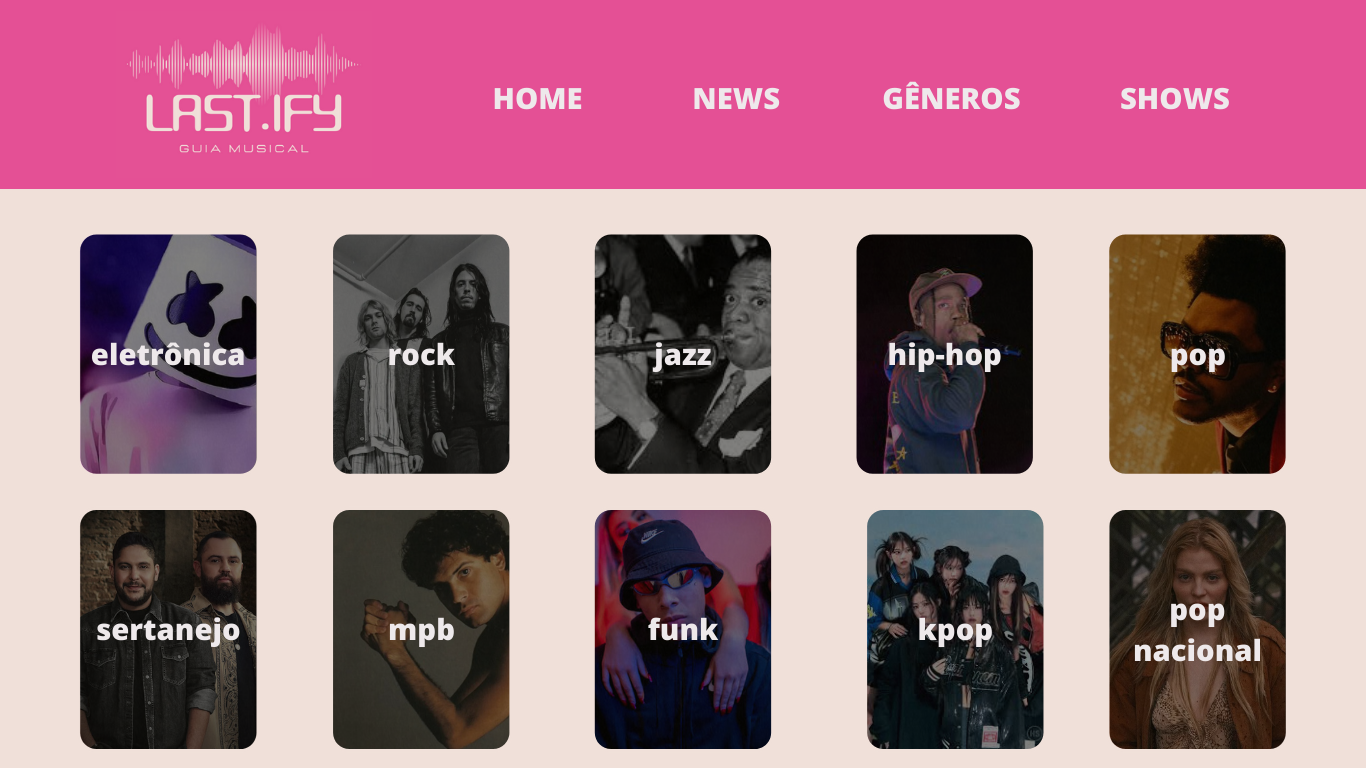 LAST.IFY
GUIA MUSICAL
HOME NEWS GÊNEROS SHOWS
eletrônica rock jazz hip-hop pop
sertanejo mpb funk kpop pop
nacional